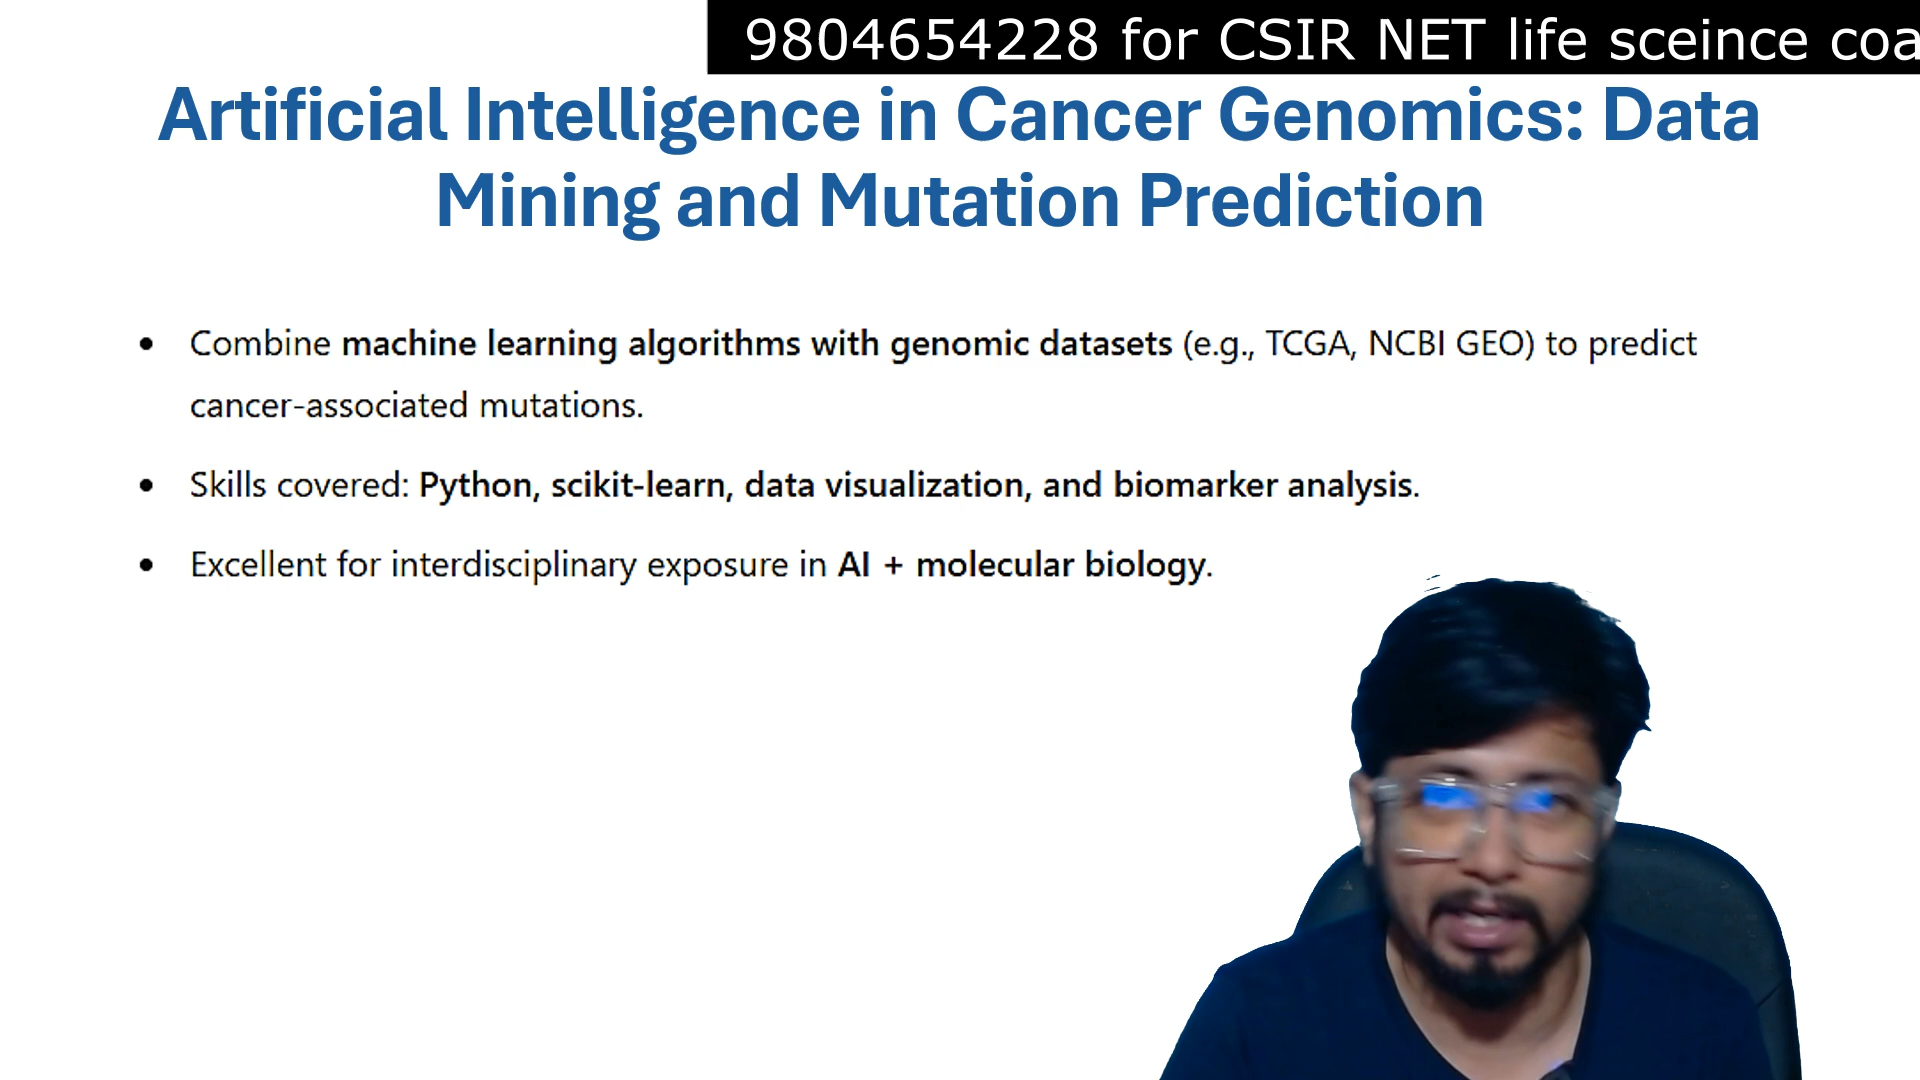 9804654228 for CSIR NET life sceince coa
Artificial Intelligence in Cancer Genomics: Data
Mining and Mutation Prediction
• Combine machine learning algorithms with genomic datasets (e.g., TCGA, NCBI GEO) to predict
cancer-associated mutations.
• Skills covered: Python, scikit-learn, data visualization, and biomarker analysis.
• Excellent for interdisciplinary exposure in AI + molecular biology.